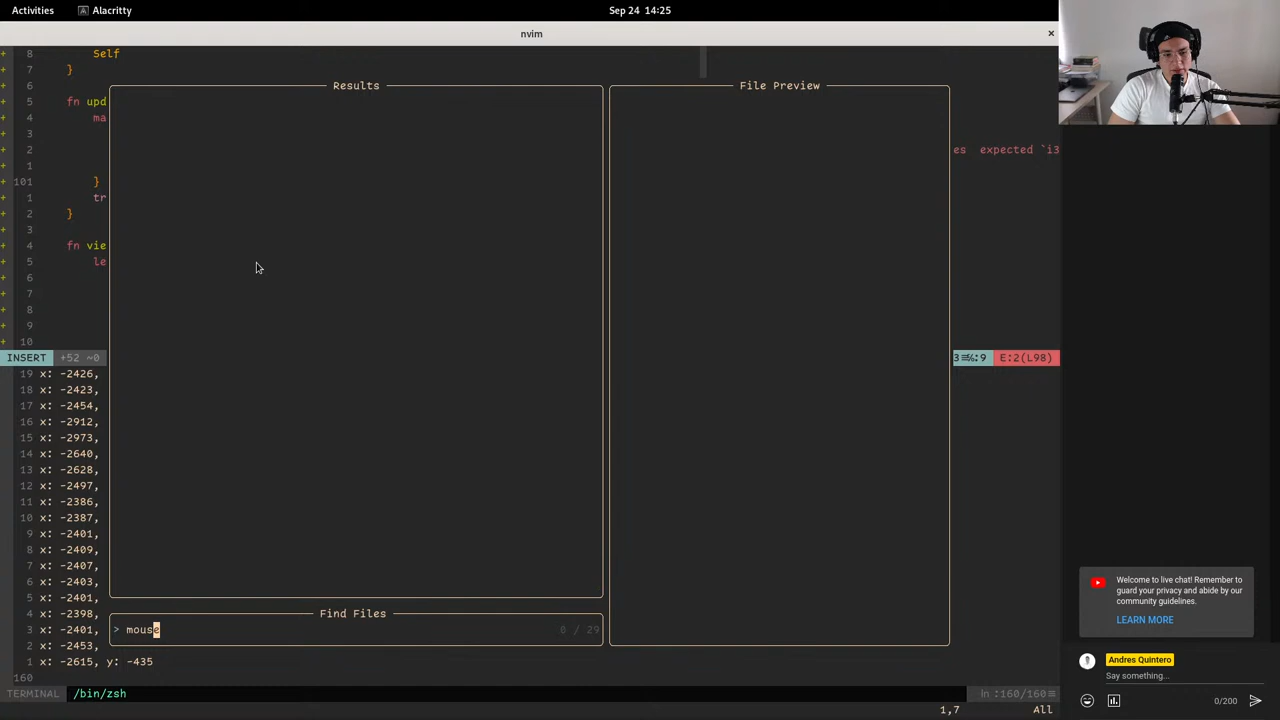 Activities
Alacritty
Sep 24 14:25
nvim
×
+ 8 Self
+ 7 }
+ 6
+ 5 fn upd
+ 4 ma
+ 3
+ 2
+ 1
+ 101 }
+ 1 tr
+ 2 }
+ 3
+ 4 fn vie
+ 5 le
+ 6
+ 7
+ 8
+ 9
+ 10
es expected `i3
Results
File Preview
INSERT +52 ~0
:9 E:2(L98)
19 x: -2426,
18 x: -2423,
17 x: -2454,
16 x: -2912,
15 x: -2973,
14 x: -2640,
13 x: -2628,
12 x: -2497,
11 x: -2386,
10 x: -2387,
9 x: -2401,
8 x: -2409,
7 x: -2407,
6 x: -2403,
5 x: -2401,
4 x: -2398,
3 x: -2401,
2 x: -2453,
1 x: -2615, y: -435
160
Find Files
> mouse
0 / 29
TERMINAL /bin/zsh
:160/160≡
1,7 All
Welcome to live chat! Remember to
guard your privacy and abide by our
community guidelines.
LEARN MORE
Andres Quintero
Say something...
0/200